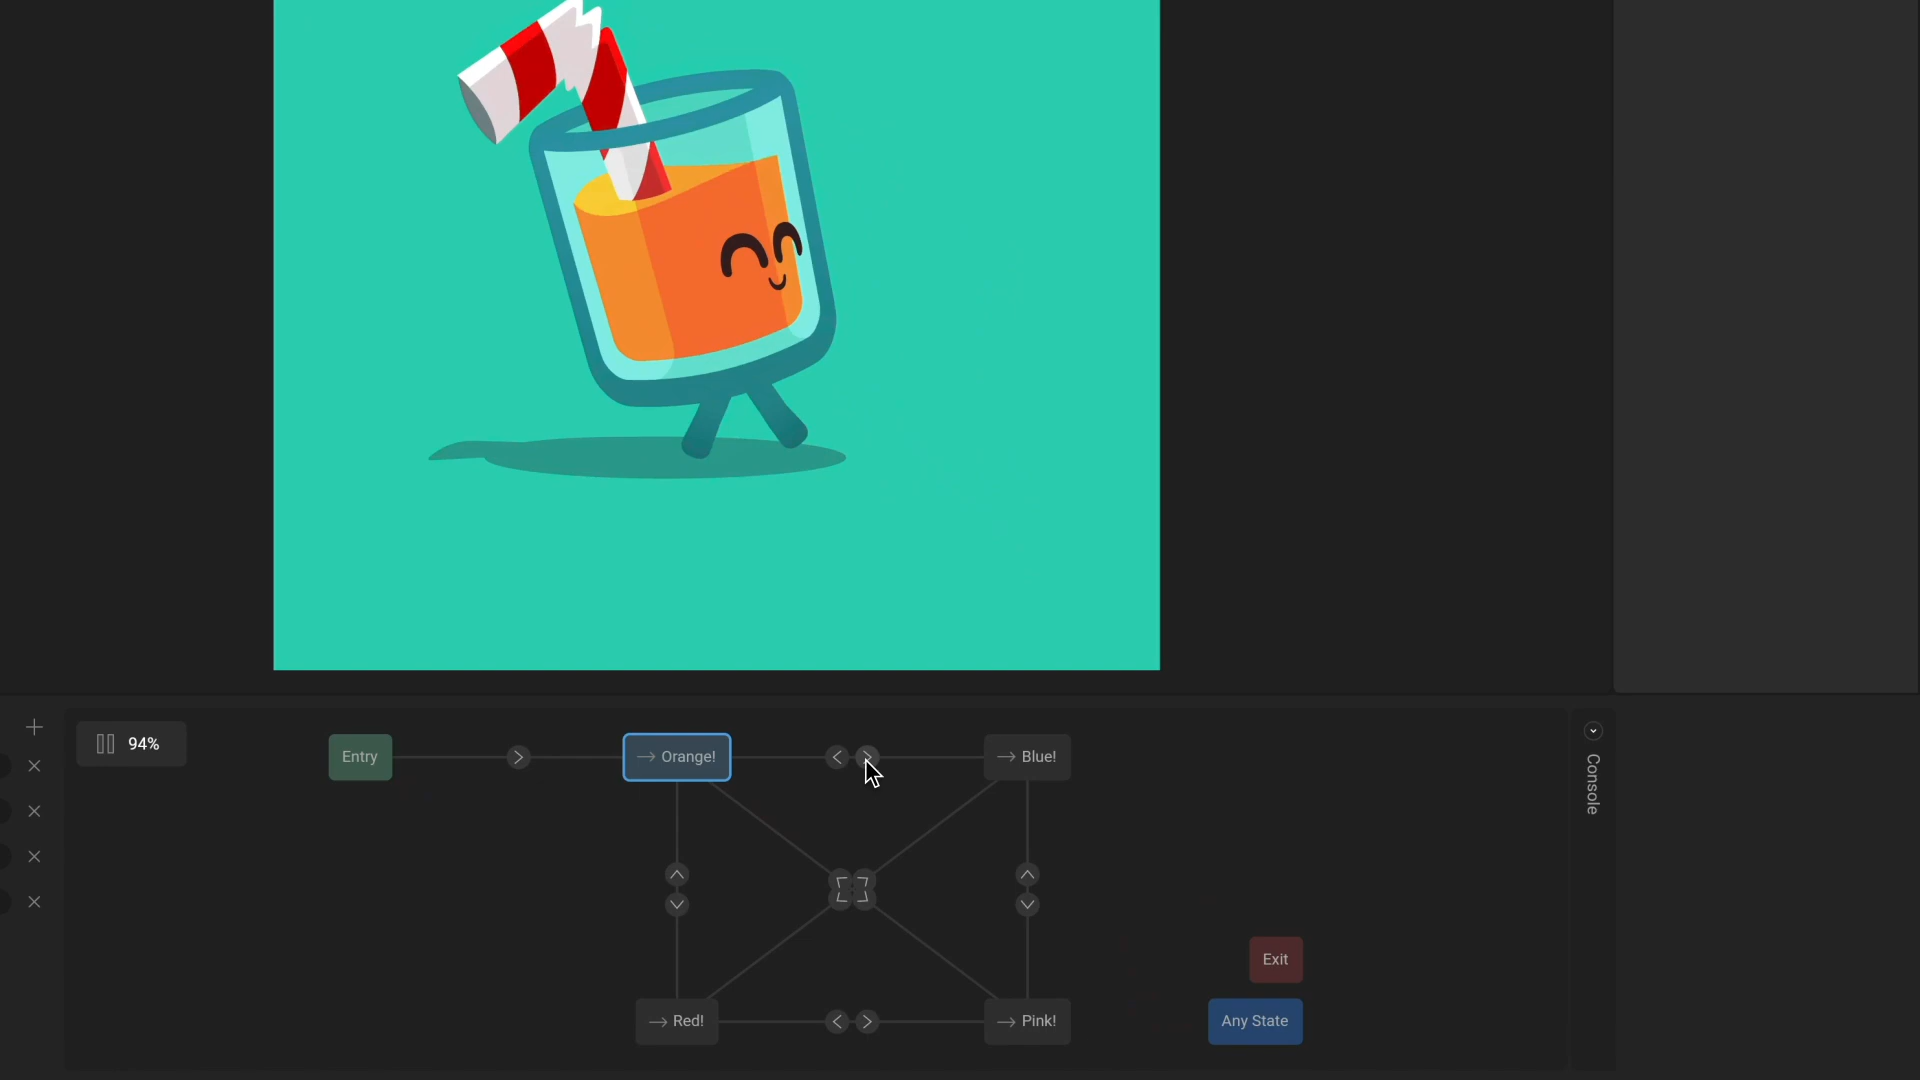 94%
Entry
Orange!
Blue!
Console
Exit
Red!
Pink!
Any State